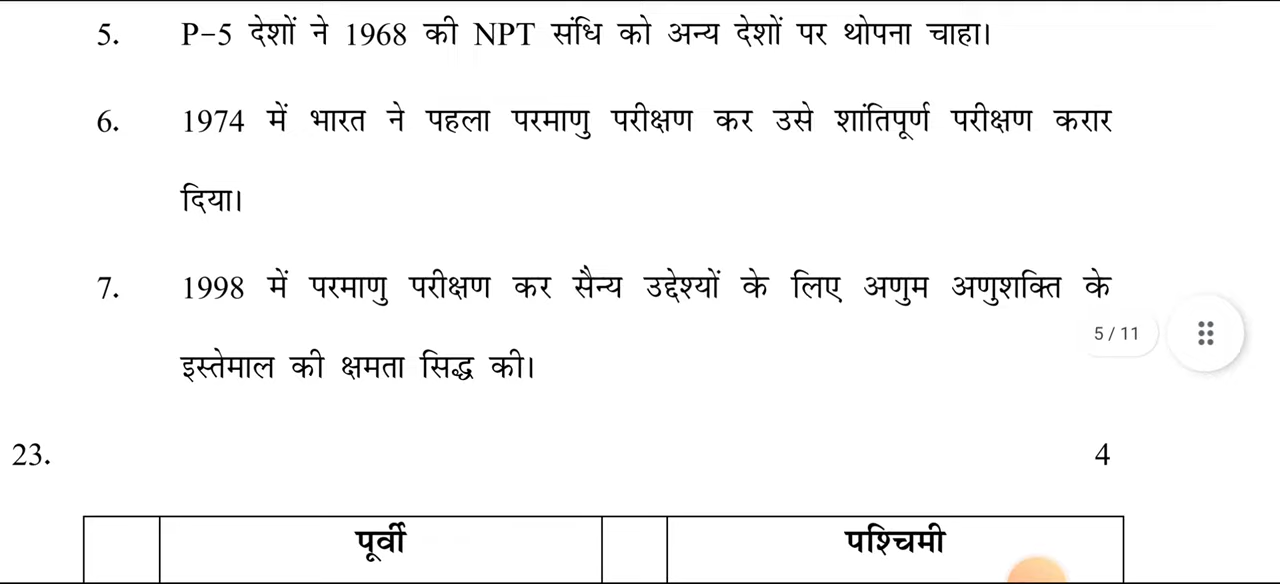 5. P-5 देशों ने 1968 की NPT संधि को अन्य देशों पर थोपना चाहा।
6. 1974 में भारत ने पहला परमाणु परीक्षण कर उसे शांतिपूर्ण परीक्षण करार
दिया।
7. 1998 में परमाणु परीक्षण कर सैन्य उद्देश्यों के लिए अणुम अणुशक्ति के
5 / 11
इस्तेमाल की क्षमता सिद्ध की।
23. 4
पूर्वी पश्चिमी